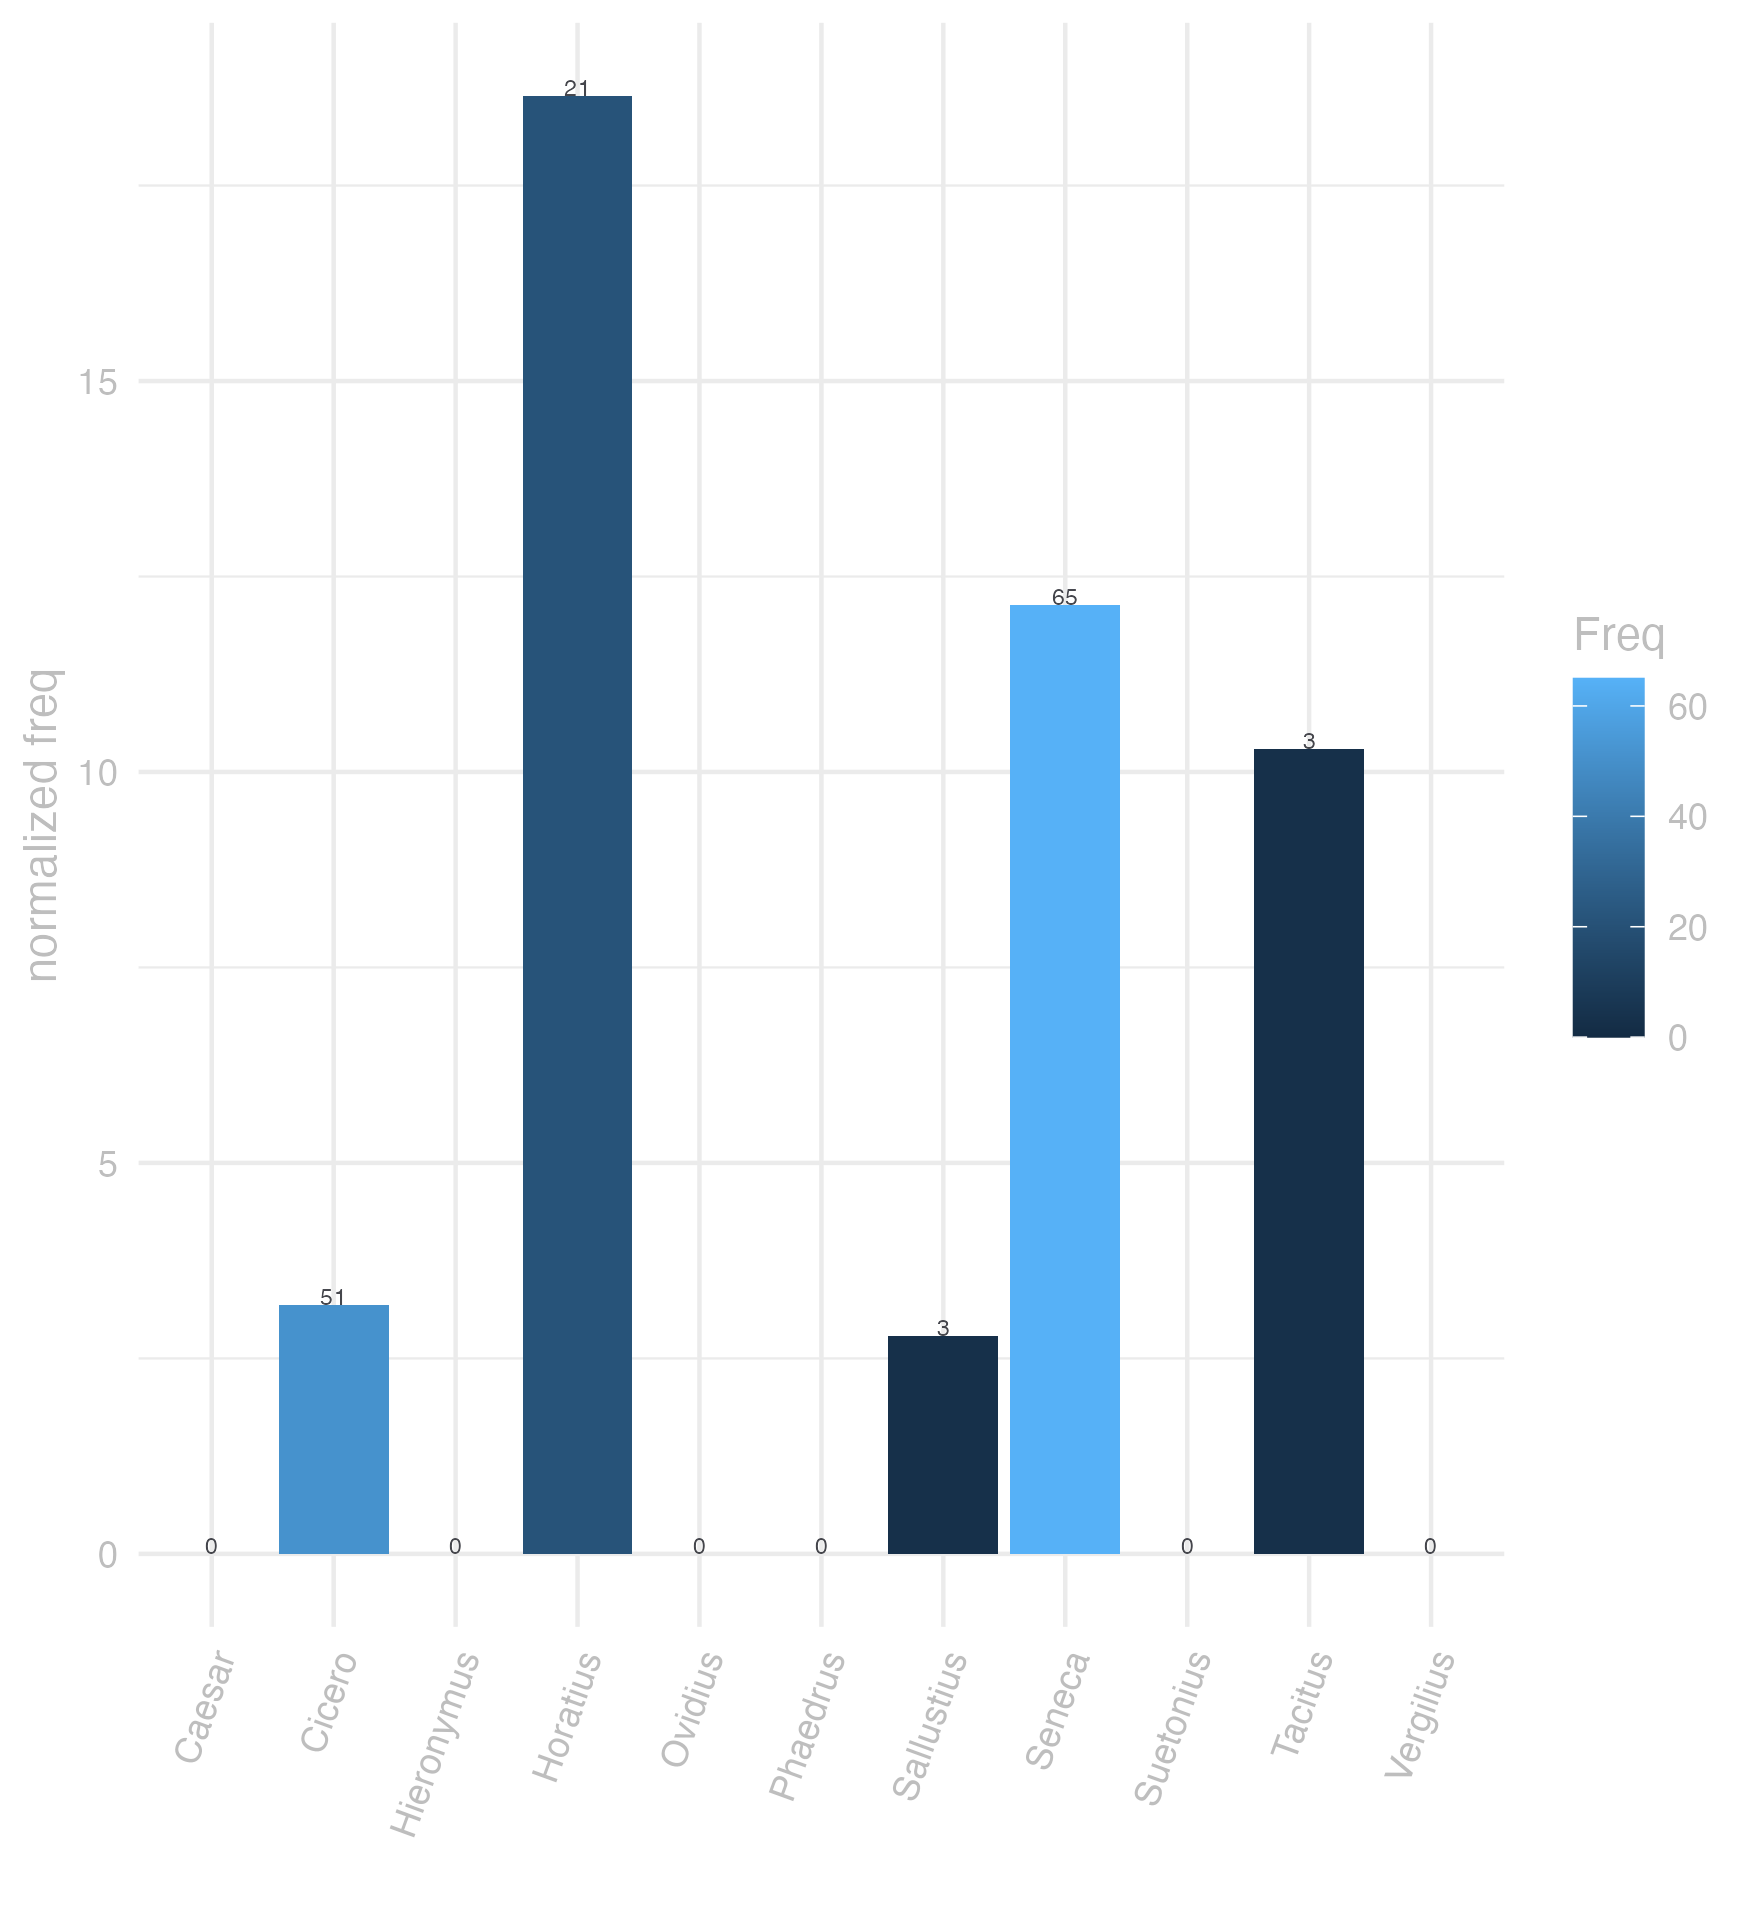 21
15
65
Freq
60
3
10
40
normalized freq
20
0
5
51
3
0
0
0
0
0
0
0
Caesar
Cicero
Hieronymus
Horatius
Ovidius
Phaedrus
Sallustius
Seneca
Suetonius
Tacitus
Vergilius